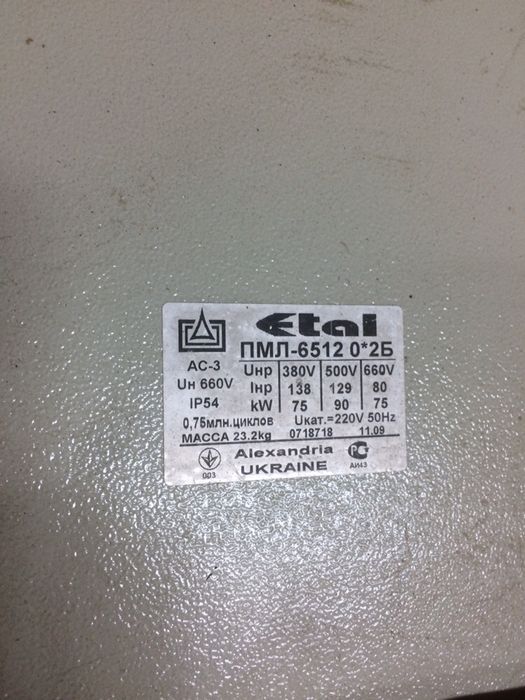 Etal
ПМЛ-6512 0*2Б
АС-3
Uн 660V
IP54
Uнр 380V 500V 660V
Iнр 138 129 80
kW 75 90 75
0,75млн.циклов Uкат.=220V 50Hz
МАССА 23.2kg 0718718 11.09
Alexandria
UKRAINE
003
АИ43